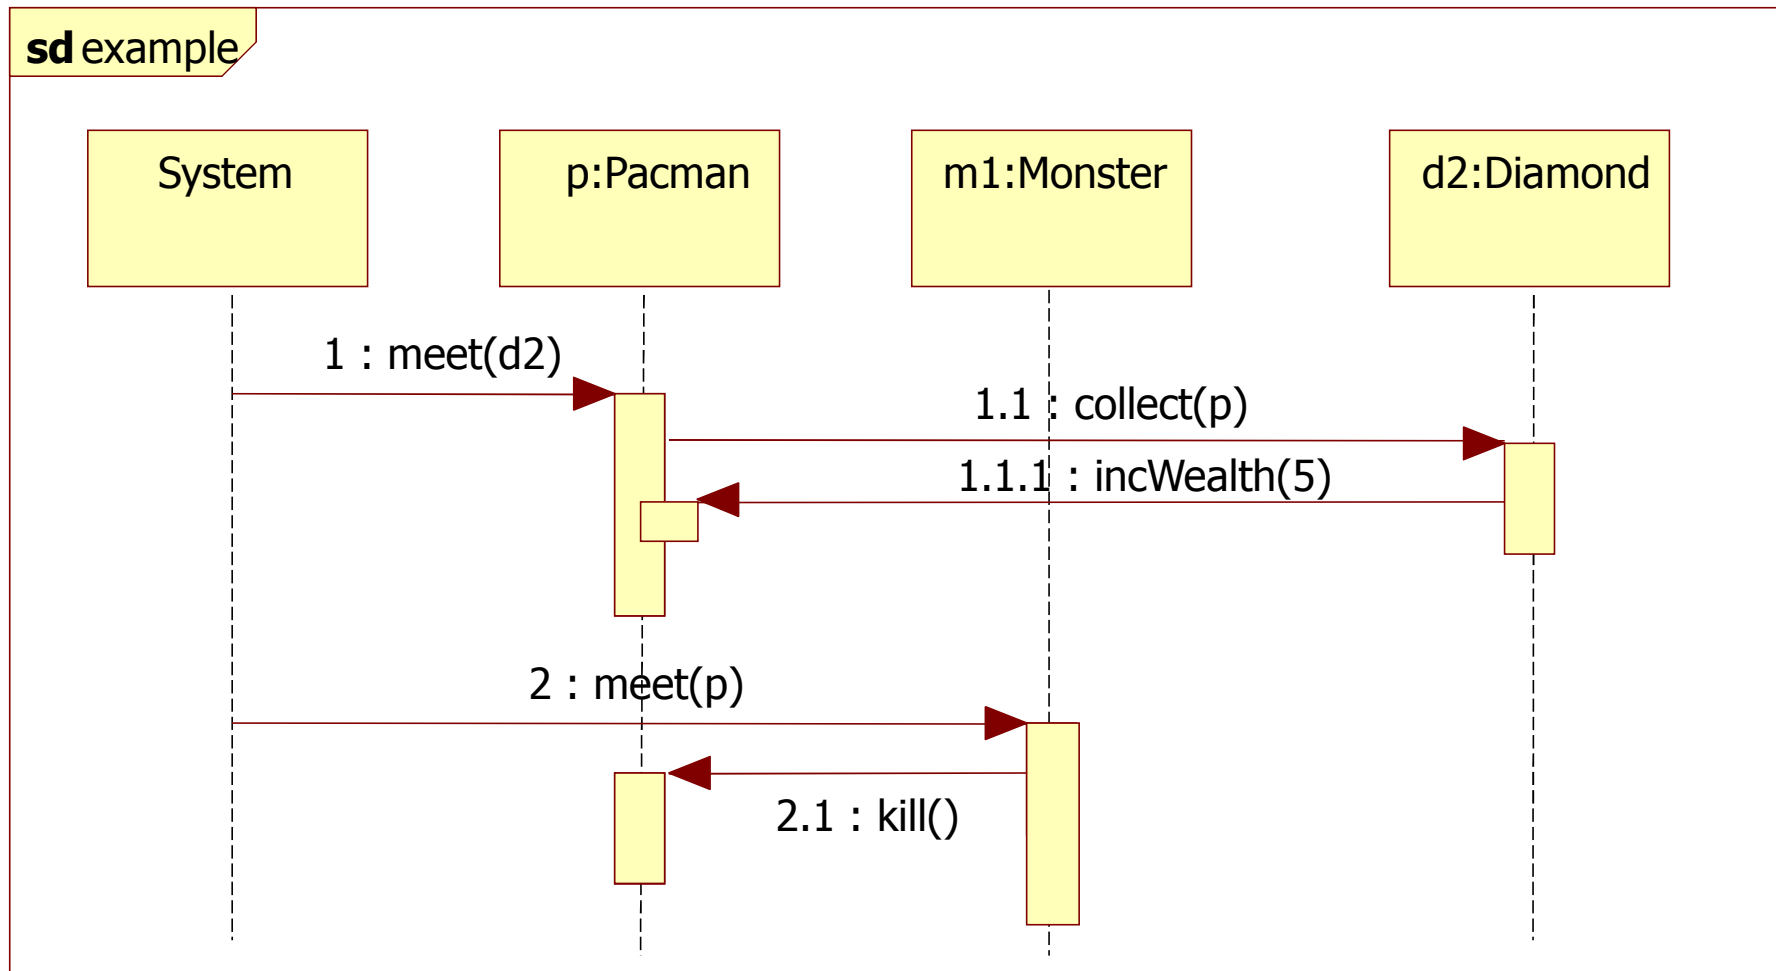 sd example
System
p:Pacman
m1:Monster
d2:Diamond
1 : meet(d2)
1.1 : collect(p)
1.1.1 : incWealth(5)
2 : meet(p)
2.1 : kill()